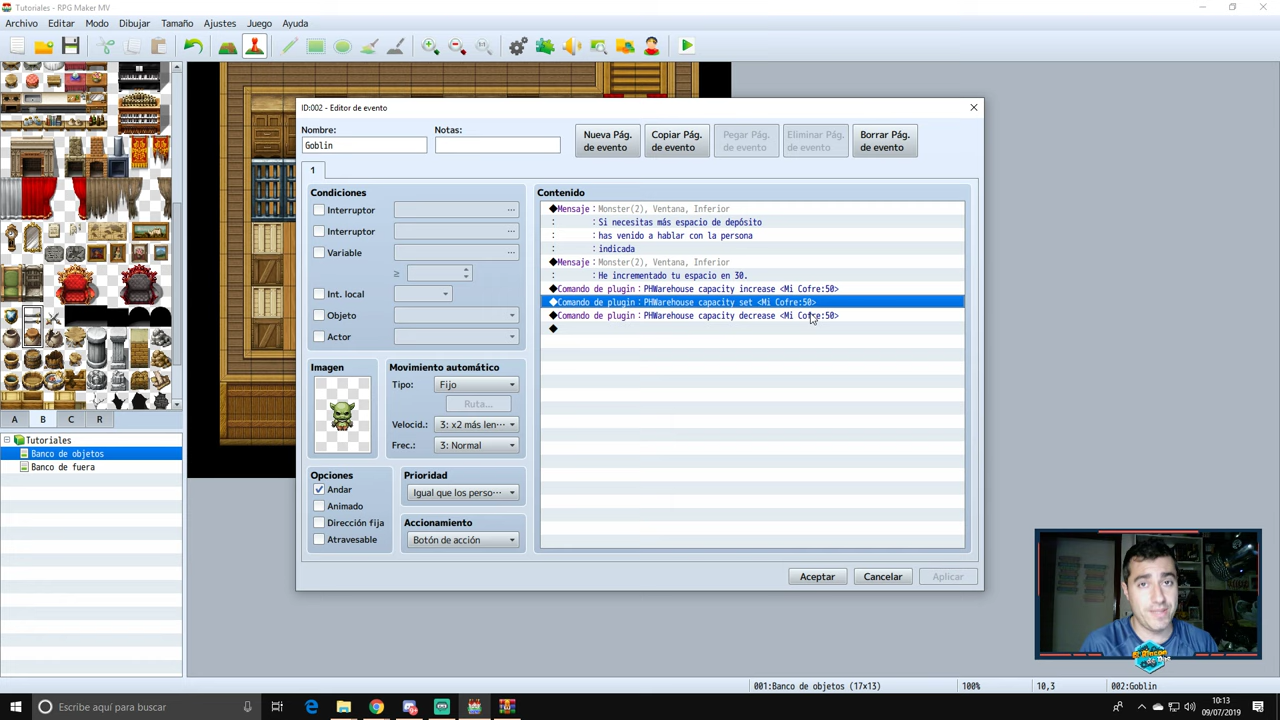 Tutoriales - RPG Maker MV
Archivo Editar Modo Dibujar Tamaño Ajustes Juego Ayuda
1:1
ID:002 - Editor de evento
Nombre:
Notas:
Goblin
Nueva Pág. de evento
Copiar Pág. de evento
Pegar Pág. de evento
Eliminar Pág. de evento
Borrar Pág. de evento
1
Condiciones
Interruptor
...
Interruptor
...
Variable
...
≥
Int. local
Objeto
Actor
Imagen
Movimiento automático
Tipo: Fijo
Ruta...
Velocid.: 3: x2 más len···
Frec.: 3: Normal
Opciones
Andar
Animado
Dirección fija
Atravesable
Prioridad
Igual que los perso···
Accionamiento
Botón de acción
Contenido
◆Mensaje : Monster(2), Ventana, Inferior
: : Si necesitas más espacio de depósito
: : has venido a hablar con la persona
: : indicada
◆Mensaje : Monster(2), Ventana, Inferior
: : He incrementado tu espacio en 30.
◆Comando de plugin : PHWarehouse capacity increase <Mi Cofre:50>
◆Comando de plugin : PHWarehouse capacity set <Mi Cofre:50>
◆Comando de plugin : PHWarehouse capacity decrease <Mi Cofre:50>
◆
Aceptar
Cancelar
Aplicar
A B C R
Tutoriales
Banco de objetos
Banco de fuera
001:Banco de objetos (17x13)
100%
10,3
002:Goblin
Escribe aquí para buscar
10:13
09/07/2019